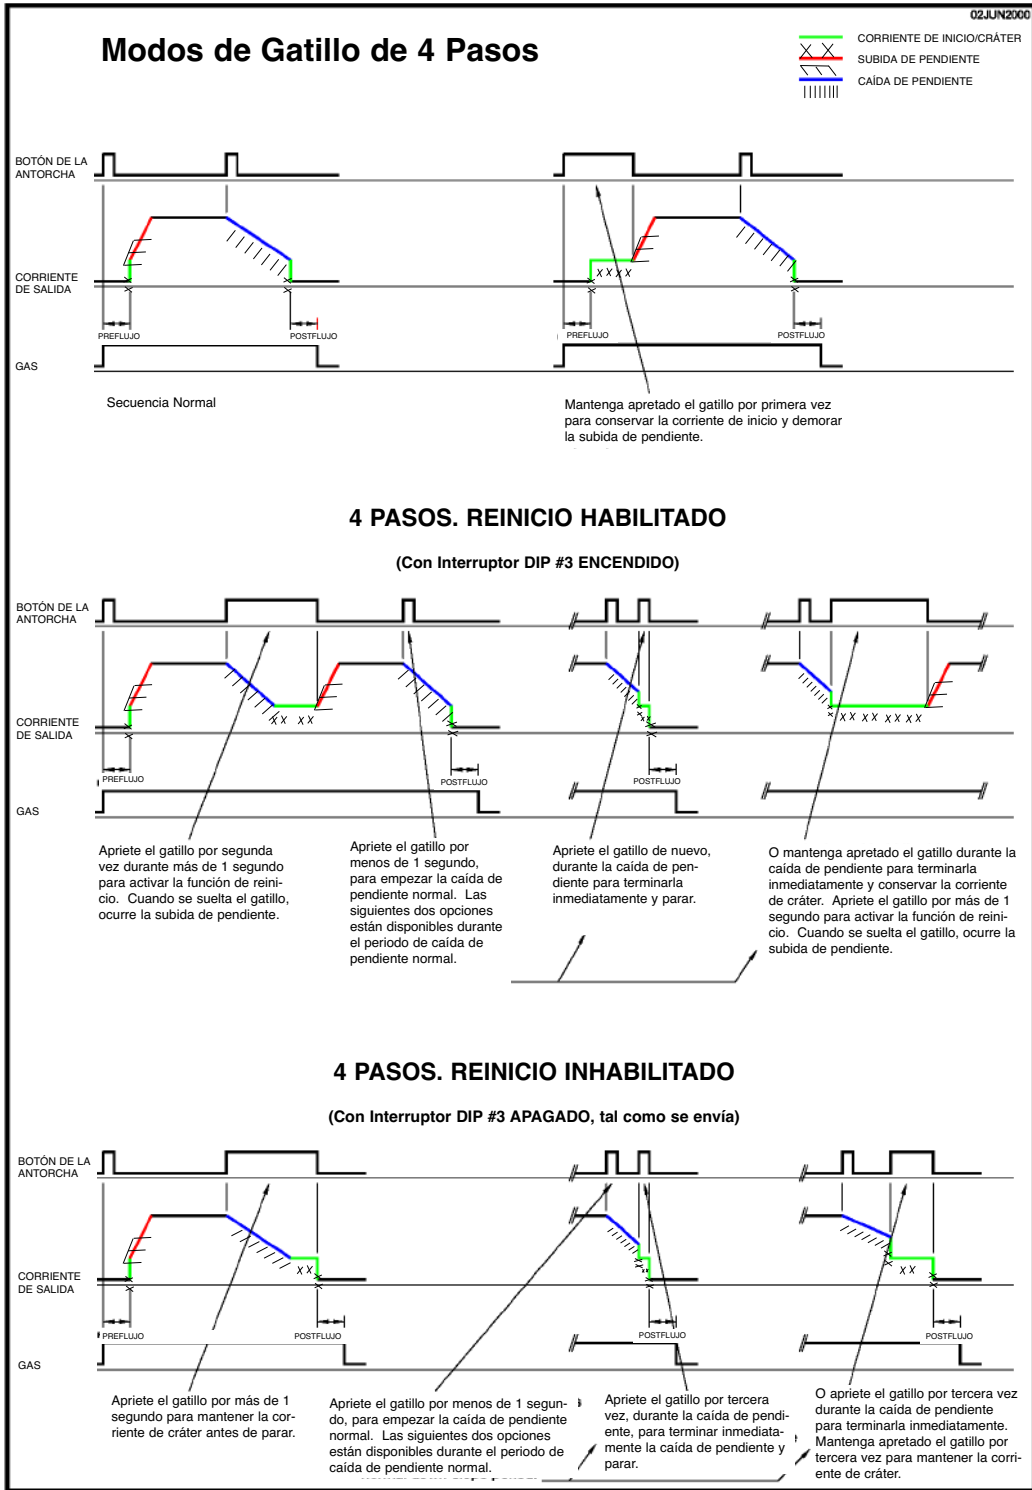 02JUN2000
Modos de Gatillo de 4 Pasos
CORRIENTE DE INICIO/CRÁTER
SUBIDA DE PENDIENTE
CAÍDA DE PENDIENTE
BOTÓN DE LA
ANTORCHA
CORRIENTE
DE SALIDA
PREFLUJO
POSTFLUJO
PREFLUJO
POSTFLUJO
GAS
Secuencia Normal
Mantenga apretado el gatillo por primera vez
para conservar la corriente de inicio y demorar
la subida de pendiente.
4 PASOS. REINICIO HABILITADO
(Con Interruptor DIP #3 ENCENDIDO)
BOTÓN DE LA
ANTORCHA
CORRIENTE
DE SALIDA
PREFLUJO
POSTFLUJO
POSTFLUJO
GAS
Apriete el gatillo por segunda
vez durante más de 1 segundo
para activar la función de reini-
cio. Cuando se suelta el gatillo,
ocurre la subida de pendiente.
Apriete el gatillo por
menos de 1 segundo,
para empezar la caída de
pendiente normal. Las
siguientes dos opciones
están disponibles durante
el periodo de caída de
pendiente normal.
Apriete el gatillo de nuevo,
durante la caída de pen-
diente para terminarla
inmediatamente y parar.
O mantenga apretado el gatillo durante la
caída de pendiente para terminarla
inmediatamente y conservar la corriente
de cráter. Apriete el gatillo por más de 1
segundo para activar la función de reini-
cio. Cuando se suelta el gatillo, ocurre la
subida de pendiente.
4 PASOS. REINICIO INHABILITADO
(Con Interruptor DIP #3 APAGADO, tal como se envía)
BOTÓN DE LA
ANTORCHA
CORRIENTE
DE SALIDA
PREFLUJO
POSTFLUJO
POSTFLUJO
POSTFLUJO
GAS
Apriete el gatillo por más de 1
segundo para mantener la cor-
riente de cráter antes de parar.
Apriete el gatillo por menos de 1 segun-
do, para empezar la caída de pendiente
normal. Las siguientes dos opciones
están disponibles durante el periodo de
caída de pendiente normal.
Apriete el gatillo por tercera
vez, durante la caída de pendi-
ente, para terminar inmediata-
mente la caída de pendiente y
parar.
O apriete el gatillo por tercera vez
durante la caída de pendiente
para terminarla inmediatamente.
Mantenga apretado el gatillo por
tercera vez para mantener la corri-
ente de cráter.